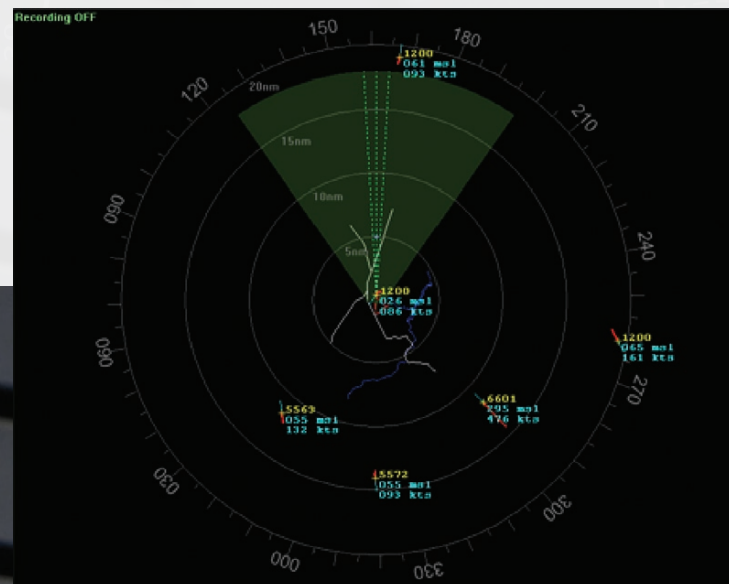 Recording OFF
180
150
1200
061 msl
093 kts
20nm
120
210
15nm
10nm
060
240
5nm
1200
026 msl
086 kts
1200
065 msl
161 kts
090
270
6601
295 msl
476 kts
5563
055 msl
132 kts
5572
055 msl
093 kts
030
300
000
330